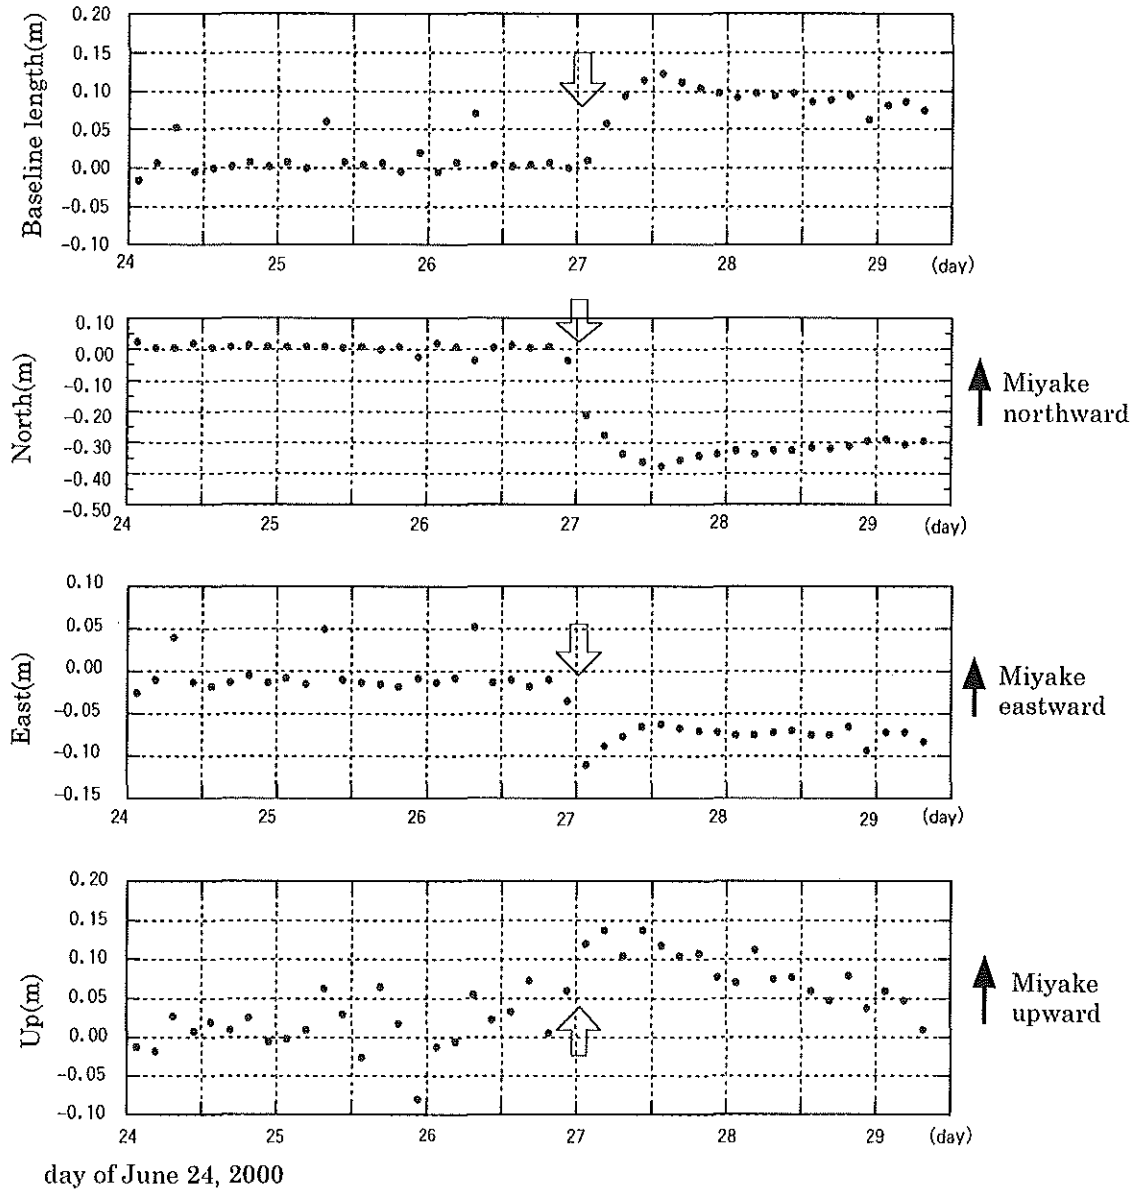 Baseline length(m)
0.20
0.15
0.10
0.05
0.00
-0.05
-0.10
24 25 26 27 28 29 (day)
North(m)
0.10
0.00
-0.10
-0.20
-0.30
-0.40
-0.50
24 25 26 27 28 29 (day)
Miyake
northward
East(m)
0.10
0.05
0.00
-0.05
-0.10
-0.15
24 25 26 27 28 29 (day)
Miyake
eastward
Up(m)
0.20
0.15
0.10
0.05
0.00
-0.05
-0.10
24 25 26 27 28 29 (day)
Miyake
upward
day of June 24, 2000